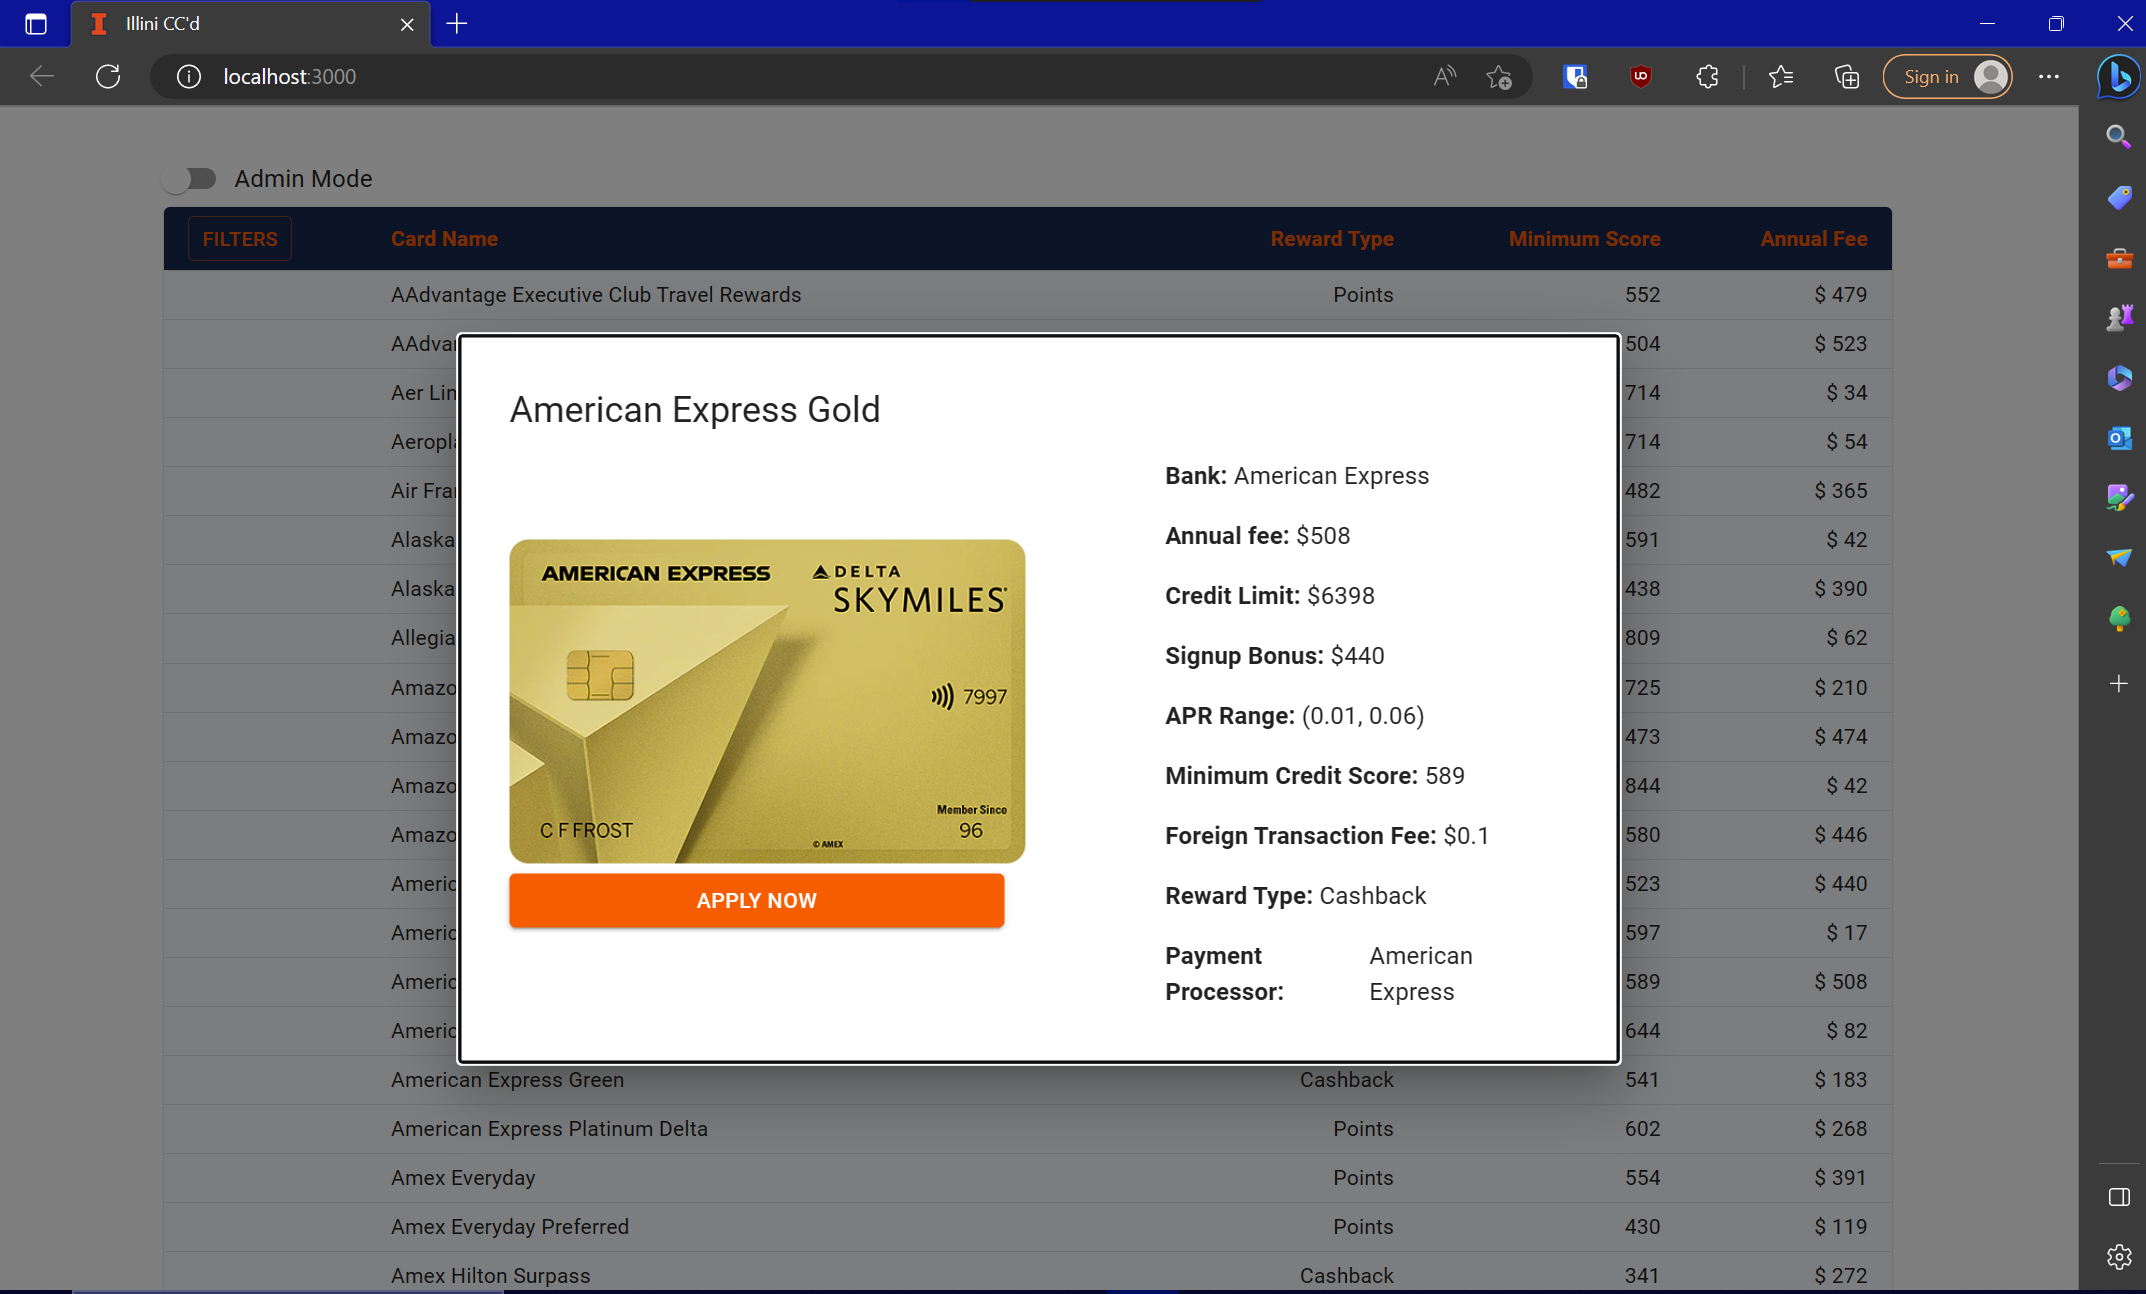 Illini CC'd
localhost:3000
Sign in
Admin Mode
FILTERS Card Name Reward Type Minimum Score Annual Fee
AAdvantage Executive Club Travel Rewards Points 552 $ 479
AAdva 504 $ 523
Aer Lin 714 $ 34
Aeropl 714 $ 54
Air Fra 482 $ 365
Alaska 591 $ 42
Alaska 438 $ 390
Allegia 809 $ 62
Amazo 725 $ 210
Amazo 473 $ 474
Amazo 844 $ 42
Amazo 580 $ 446
Americ 523 $ 440
Americ 597 $ 17
Americ 589 $ 508
Americ 644 $ 82
American Express Green Cashback 541 $ 183
American Express Platinum Delta Points 602 $ 268
Amex Everyday Points 554 $ 391
Amex Everyday Preferred Points 430 $ 119
Amex Hilton Surpass Cashback 341 $ 272
American Express Gold
AMERICAN EXPRESS
DELTA
SKYMILES
7997
Member Since
96
C F FROST
© AMEX
APPLY NOW
Bank: American Express
Annual fee: $508
Credit Limit: $6398
Signup Bonus: $440
APR Range: (0.01, 0.06)
Minimum Credit Score: 589
Foreign Transaction Fee: $0.1
Reward Type: Cashback
Payment American
Processor: Express